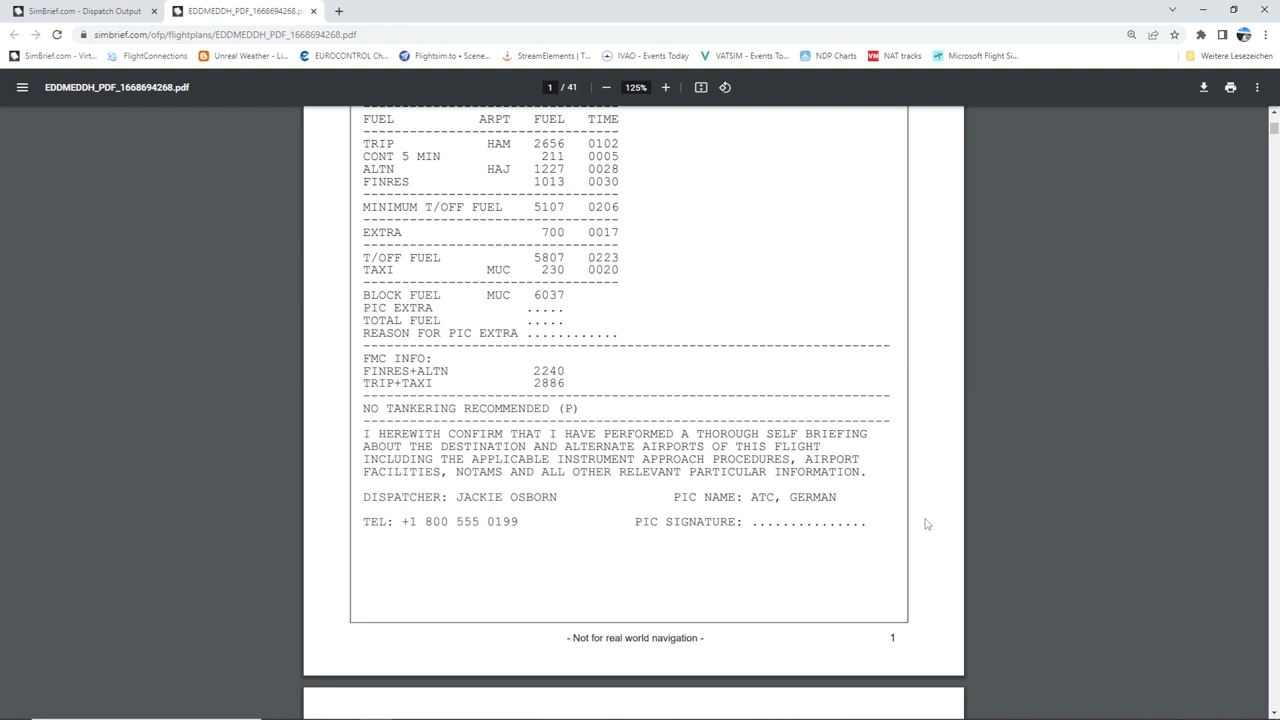 SimBrief.com - Dispatch Output
EDDMEDDH_PDF_1668694268.pdf
simbrief.com/ofp/flightplans/EDDMEDDH_PDF_1668694268.pdf
SimBrief.com - Virt...
FlightConnections
Unreal Weather - Li...
EUROCONTROL Ch...
Flightsim.to • Scene...
StreamElements | T...
IVAO - Events Today
VATSIM - Events To...
NDP Charts
NAT tracks
Microsoft Flight Si...
Weitere Lesezeichen
EDDMEDDH_PDF_1668694268.pdf
1 / 41
125%
FUEL ARPT FUEL TIME
TRIP HAM 2656 0102
CONT 5 MIN 211 0005
ALTN HAJ 1227 0028
FINRES 1013 0030
MINIMUM T/OFF FUEL 5107 0206
EXTRA 700 0017
T/OFF FUEL 5807 0223
TAXI MUC 230 0020
BLOCK FUEL MUC 6037
PIC EXTRA .....
TOTAL FUEL .....
REASON FOR PIC EXTRA ............
FMC INFO:
FINRES+ALTN 2240
TRIP+TAXI 2886
NO TANKERING RECOMMENDED (P)
I HEREWITH CONFIRM THAT I HAVE PERFORMED A THOROUGH SELF BRIEFING
ABOUT THE DESTINATION AND ALTERNATE AIRPORTS OF THIS FLIGHT
INCLUDING THE APPLICABLE INSTRUMENT APPROACH PROCEDURES, AIRPORT
FACILITIES, NOTAMS AND ALL OTHER RELEVANT PARTICULAR INFORMATION.
DISPATCHER: JACKIE OSBORN PIC NAME: ATC, GERMAN
TEL: +1 800 555 0199 PIC SIGNATURE: ...............
- Not for real world navigation - 1